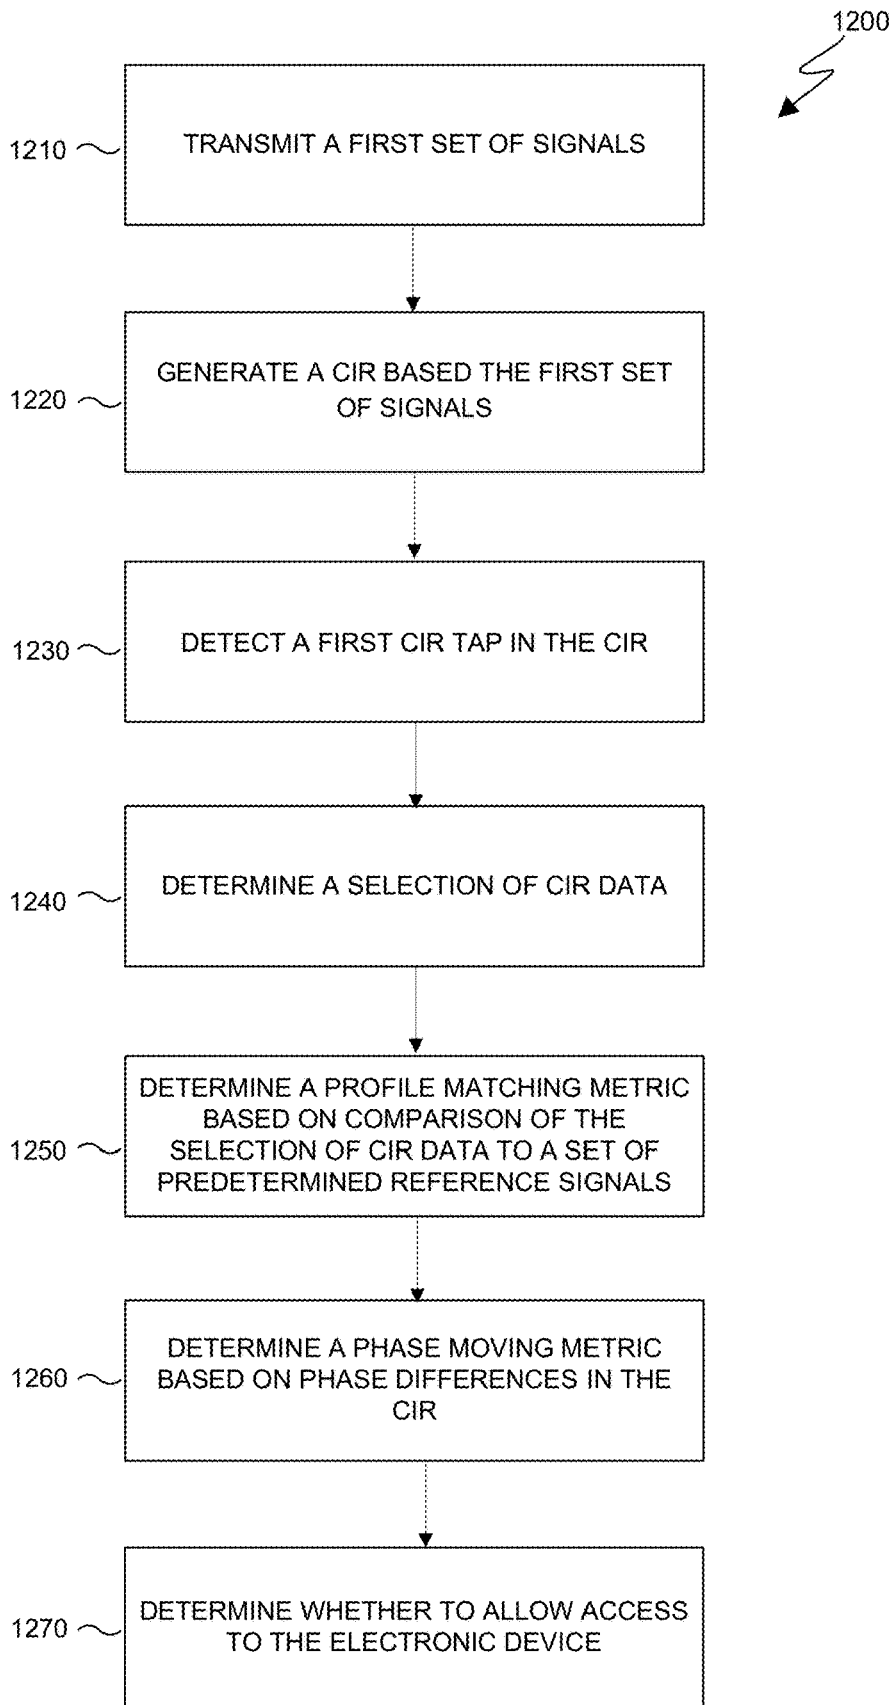 1200
1210
TRANSMIT A FIRST SET OF SIGNALS
1220
GENERATE A CIR BASED THE FIRST SET
OF SIGNALS
1230
DETECT A FIRST CIR TAP IN THE CIR
1240
DETERMINE A SELECTION OF CIR DATA
1250
DETERMINE A PROFILE MATCHING METRIC
BASED ON COMPARISON OF THE
SELECTION OF CIR DATA TO A SET OF
PREDETERMINED REFERENCE SIGNALS
1260
DETERMINE A PHASE MOVING METRIC
BASED ON PHASE DIFFERENCES IN THE
CIR
1270
DETERMINE WHETHER TO ALLOW ACCESS
TO THE ELECTRONIC DEVICE